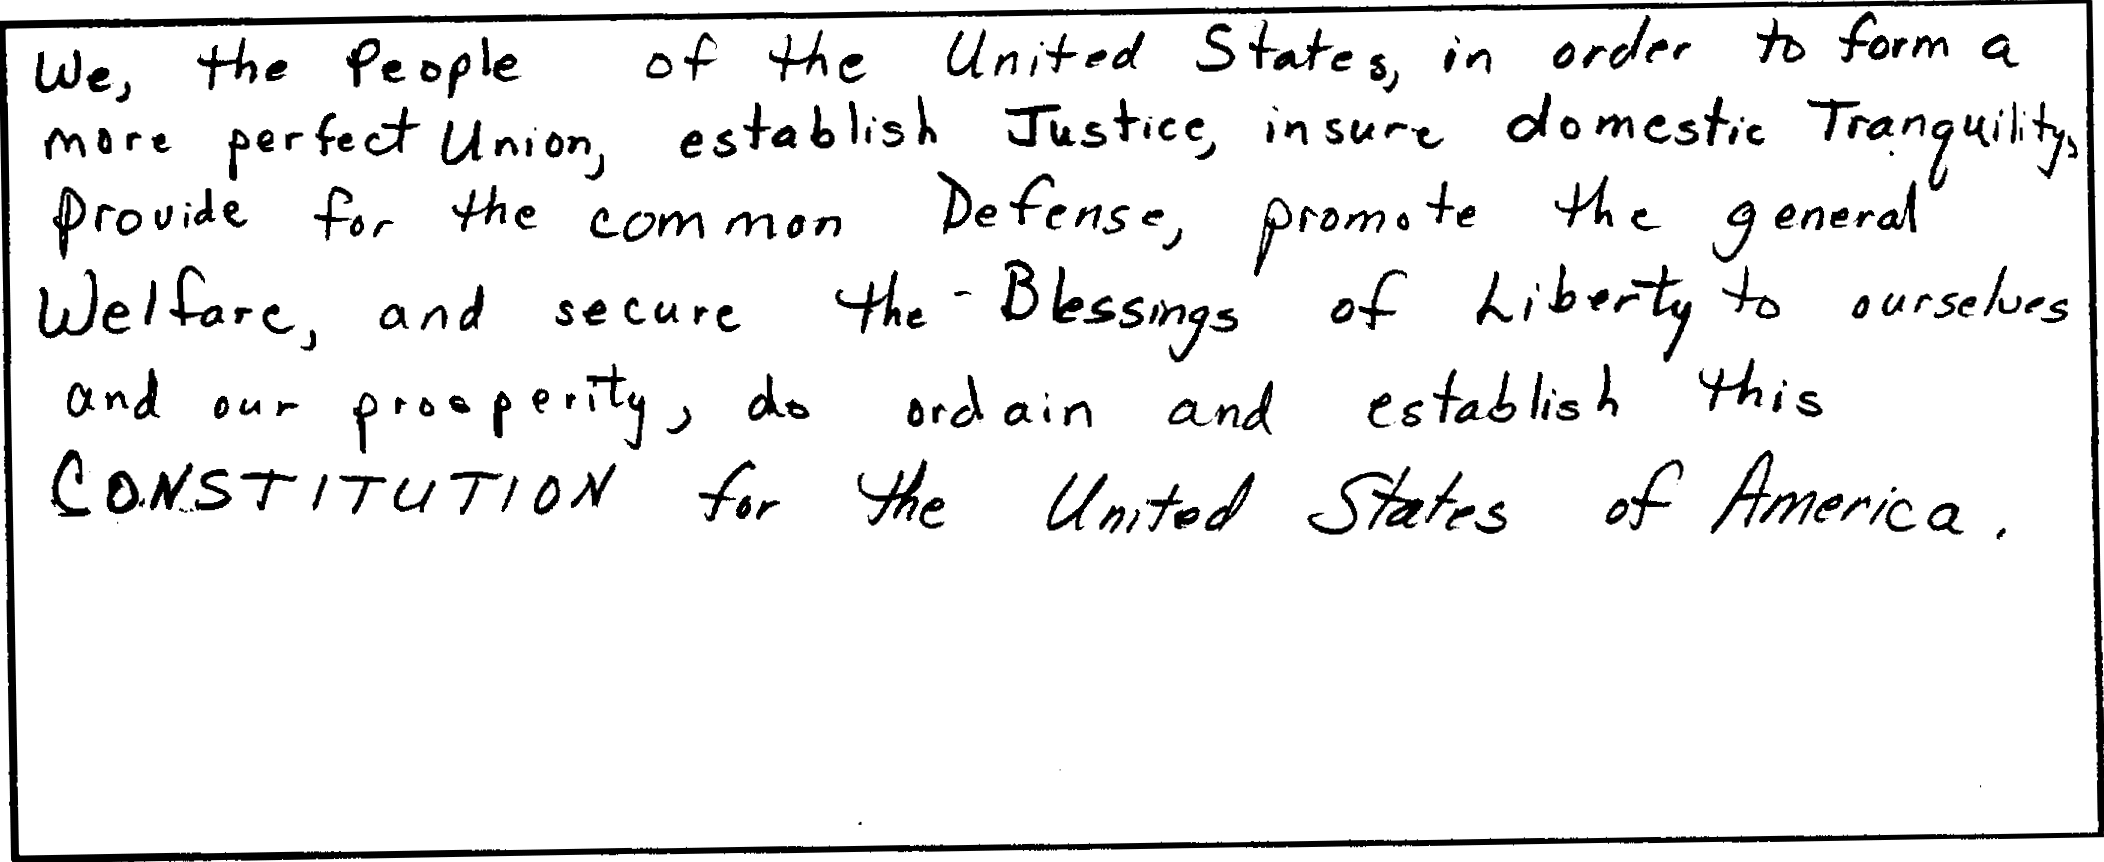 We, the People of the United States, in order to form a
more perfect Union, establish Justice, insure domestic Tranquility,
provide for the common Defense, promote the general
Welfare, and secure the - Blessings of Liberty to ourselves
and our prosperity, do ordain and establish this
CONSTITUTION for the United States of America.